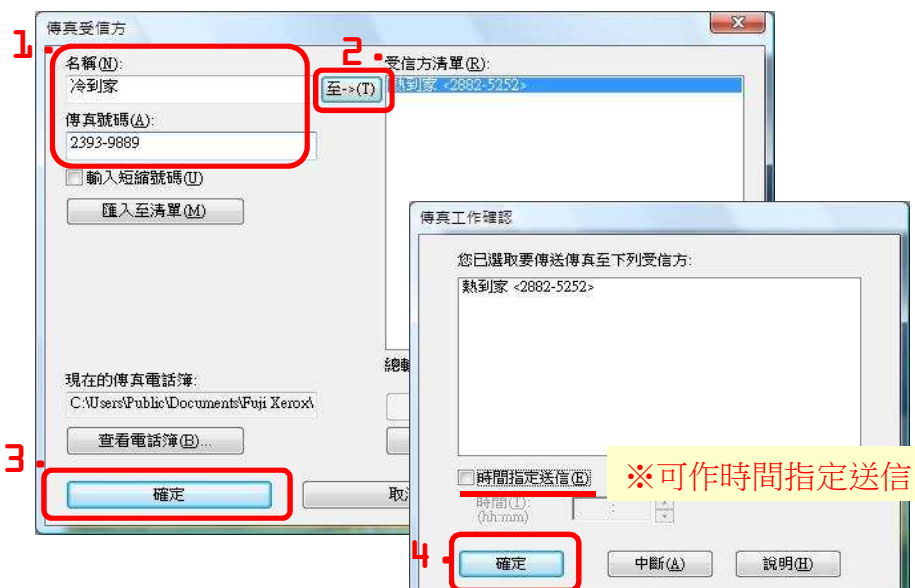 傳真受信方
1.
名稱(N):
冷到家
2.
至->(T)
受信方清單(R):
熱到家 <2882-5252>
傳真號碼(A):
2393-9889
輸入短縮號碼(U)
匯入至清單(M)
現在的傳真電話簿:
C:\Users\Public\Documents\Fuji Xerox\
查看電話簿(B)...
3.
確定
傳真工作確認
您已選取要傳送傳真至下列受信方:
熱到家 <2882-5252>
時間指定送信(E)
※可作時間指定送信
時間(T):
(hh:mm)
:
4.
確定
中斷(A)
說明(H)